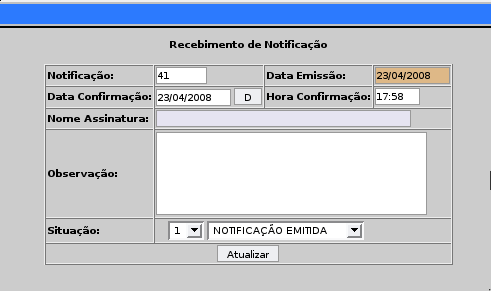 Recebimento de Notificação
Notificação: 41 Data Emissão: 23/04/2008
Data Confirmação: 23/04/2008 D Hora Confirmação: 17:58
Nome Assinatura:
Observação:
Situação: 1 NOTIFICAÇÃO EMITIDA
Atualizar